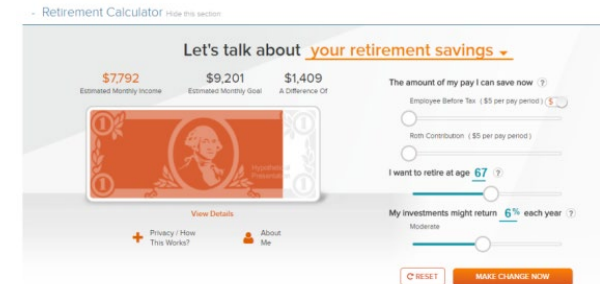 - Retirement Calculator Hide this section
Let's talk about your retirement savings
$7,792 $9,201 $1,409
Estimated Monthly Income Estimated Monthly Goal A Difference Of
The amount of my pay I can save now ?
Employee Before Tax ( $5 per pay period ) $
Roth Contribution ( $5 per pay period )
I want to retire at age 67 ?
My investments might return 6% each year ?
Moderate
View Details
+ Privacy / How
This Works?
About
Me
RESET MAKE CHANGE NOW